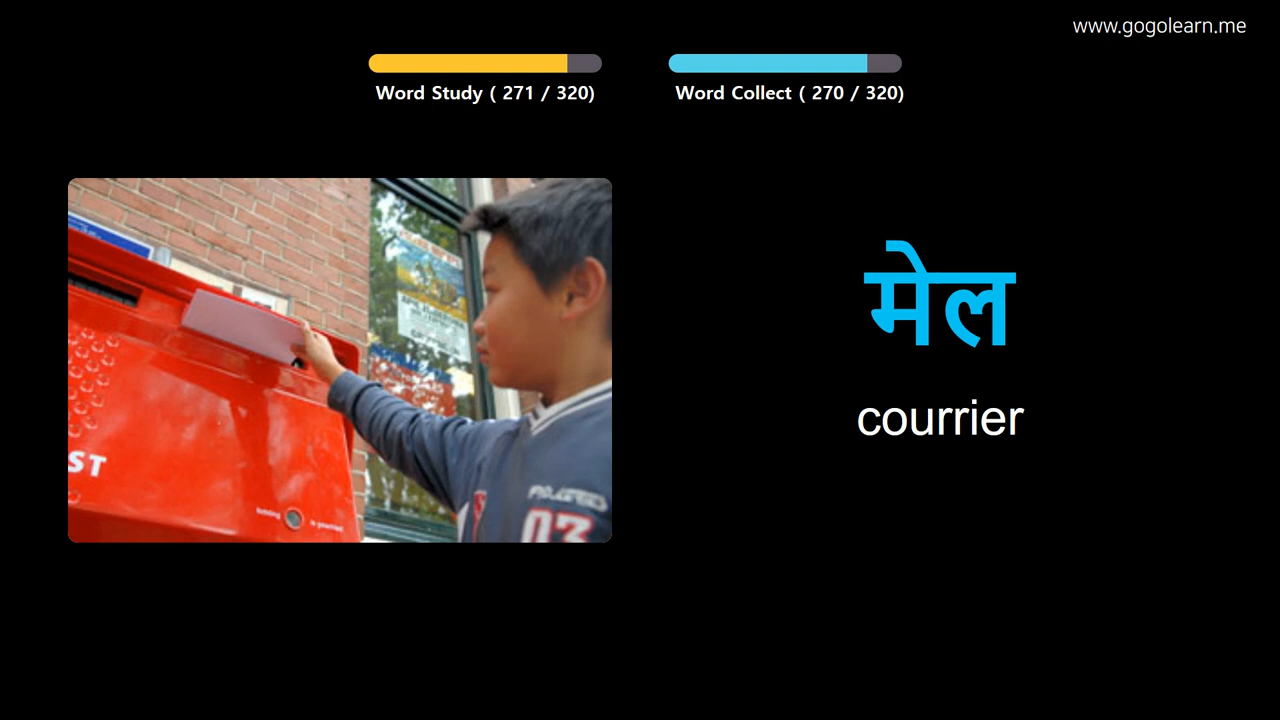 www.gogolearn.me
Word Study ( 271 / 320)
Word Collect ( 270 / 320)
मेल
courrier
ST
03